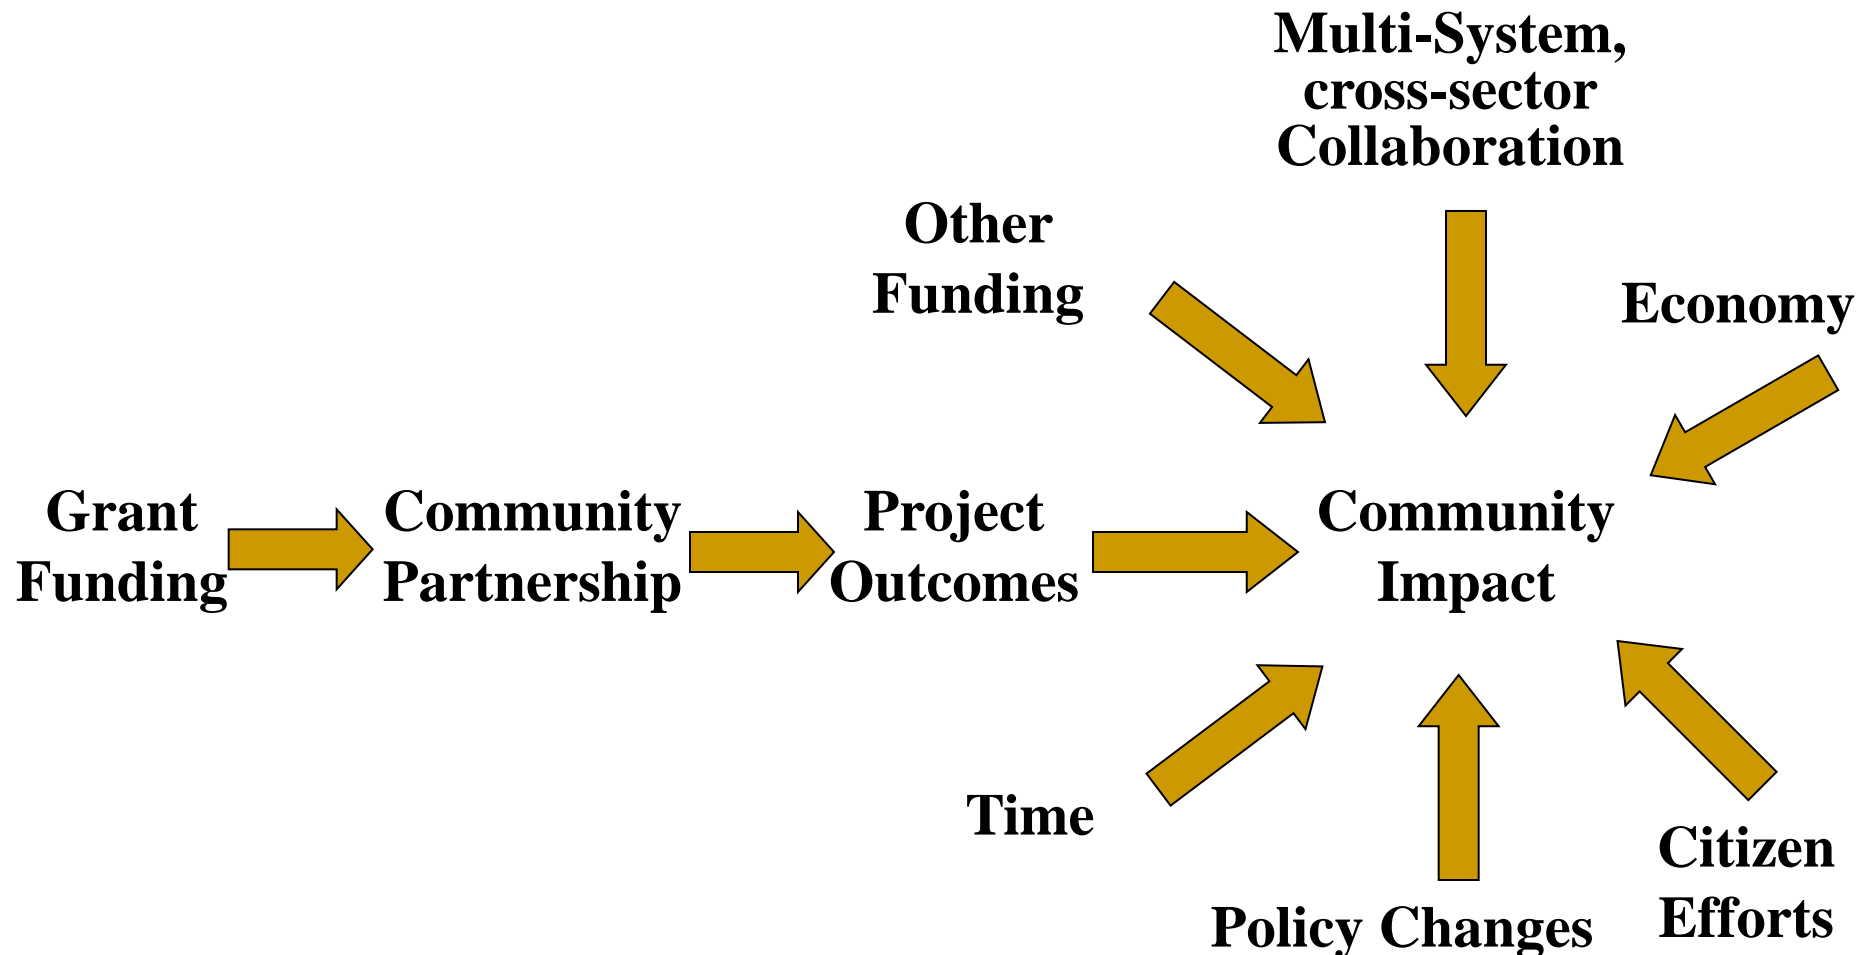 Multi-System,
cross-sector
Collaboration
Other
Funding
Economy
Grant
Funding
Community
Partnership
Project
Outcomes
Community
Impact
Time
Policy Changes
Citizen
Efforts